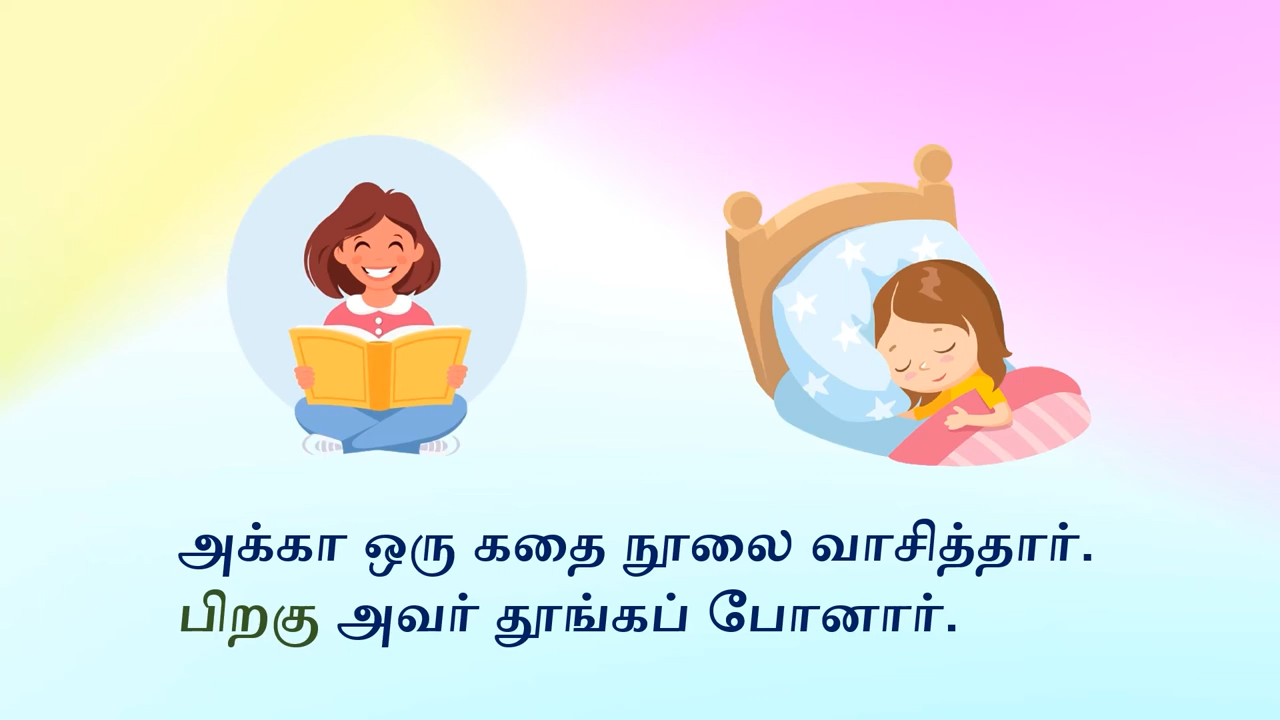 அக்கா ஒரு கதை நூலை வாசித்தார்.
பிறகு அவர் தூங்கப் போனார்.